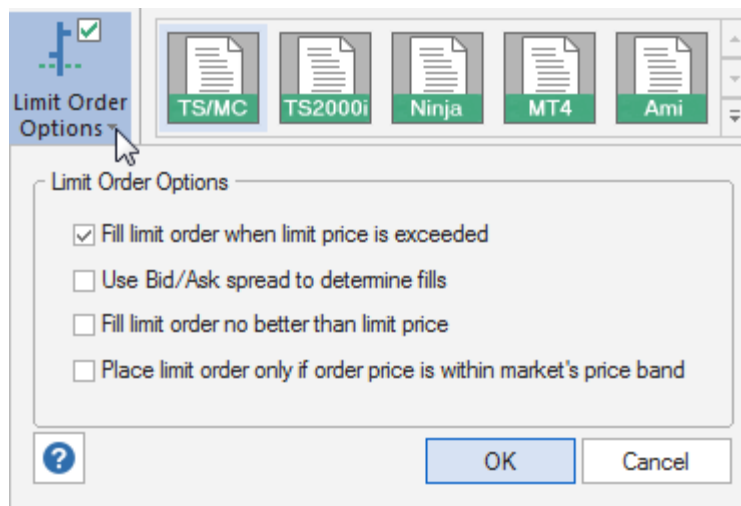 Limit Order
Options
TS/MC
TS2000i
Ninja
MT4
Ami
Limit Order Options
Fill limit order when limit price is exceeded
Use Bid/Ask spread to determine fills
Fill limit order no better than limit price
Place limit order only if order price is within market's price band
?
OK
Cancel